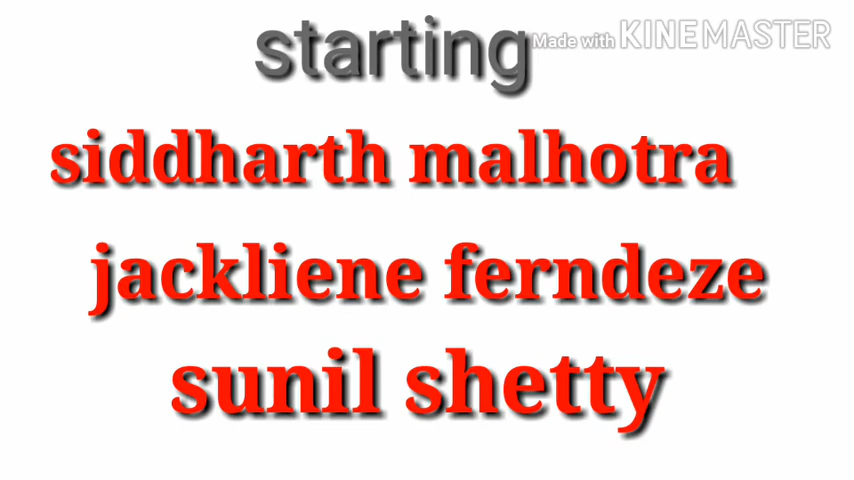 starting
Made with KINEMASTER
siddharth malhotra
jackliene ferndeze
sunil shetty